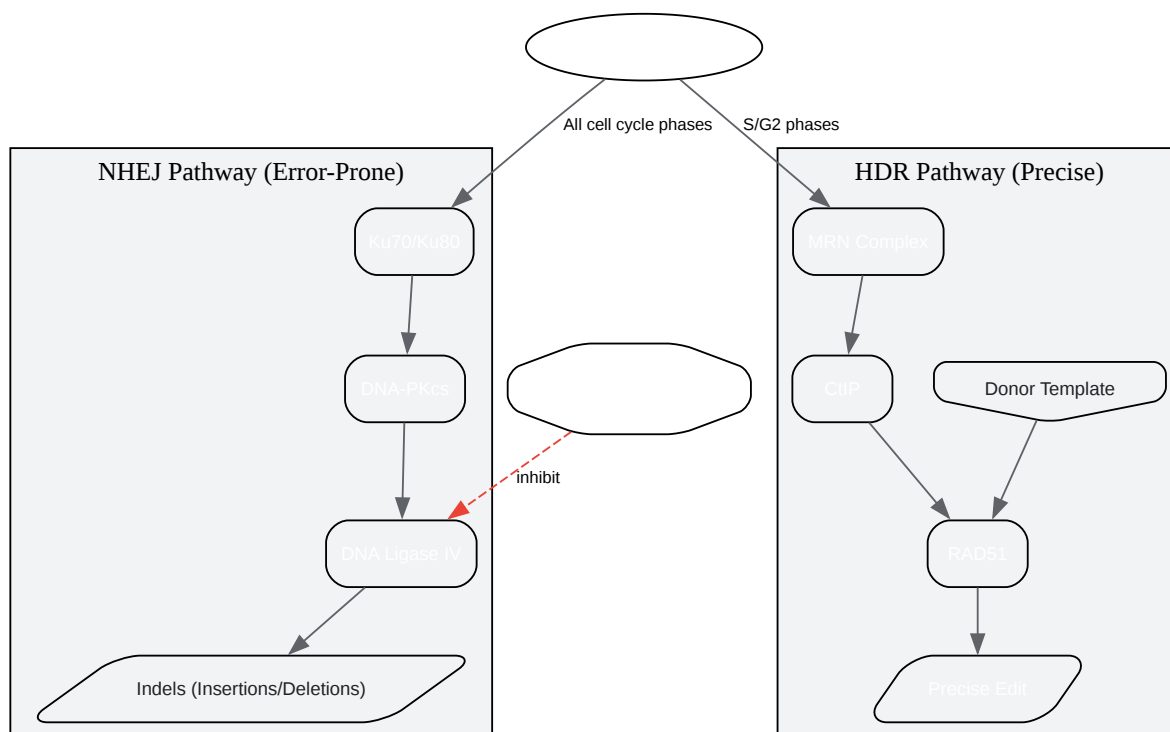 All cell cycle phases
S/G2 phases
NHEJ Pathway (Error-Prone)
HDR Pathway (Precise)
Ku70/Ku80
MRN Complex
DNA-PKcs
CtIP
Donor Template
inhibit
DNA Ligase IV
RAD51
Indels (Insertions/Deletions)
Precise Edit